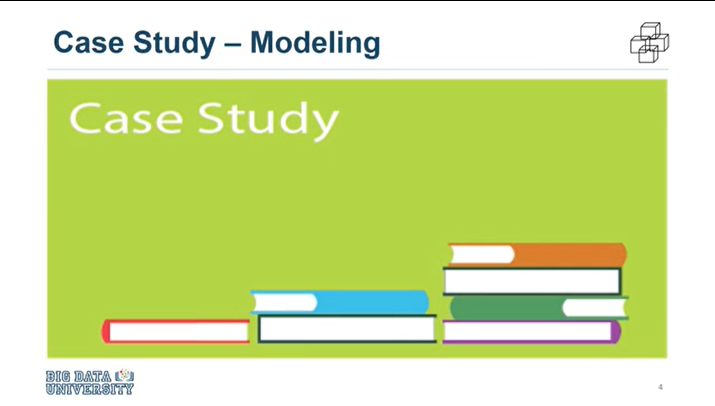 Case Study – Modeling
Case Study
BIG DATA
UNIVERSITY
4